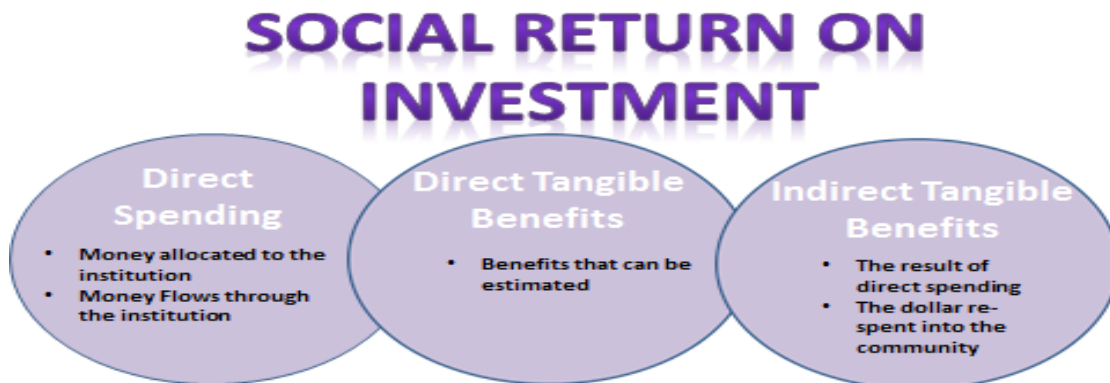 SOCIAL RETURN ON
INVESTMENT
Direct
Spending
• Money allocated to the
institution
• Money Flows through
the institution
Direct Tangible
Benefits
• Benefits that can be
estimated
Indirect Tangible
Benefits
• The result of
direct spending
• The dollar re-
spent into the
community